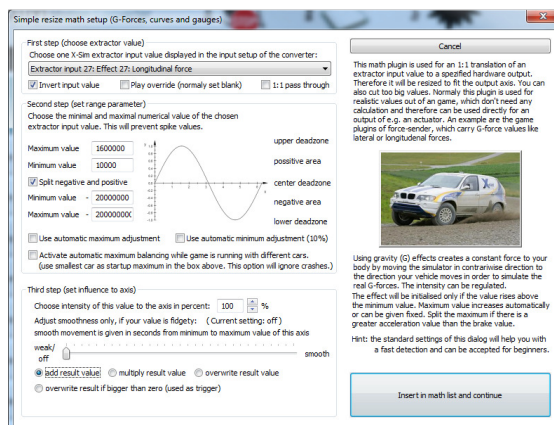 Simple resize math setup (G-Forces, curves and gauges)
First step (choose extractor value)
Choose one X-Sim extractor input value displayed in the input setup of the converter:
Extractor input 27: Effect 27: Longitudinal force
Invert input value
Play override (normaly set blank)
1:1 pass through
Second step (set range parameter)
Choose the minimal and maximal numerical value of the chosen
extractor input value. This will prevent spike values.
Maximum value 1600000
Minimum value 10000
Split negative and positive
Minimum value - 20000000
Maximum value - 20000000(
upper deadzone
possitive area
center deadzone
negative area
lower deadzone
Use automatic maximum adjustment
Use automatic minimum adjustment (10%)
Activate automatic maximum balancing while game is running with different cars.
(use smallest car as startup maximum in the box above. This option will ignore crashes.)
Third step (set influence to axis)
Choose intensity of this value to the axis in percent: 100 %
Adjust smoothness only, if your value is fidgety: (Current setting: off)
smooth movement is given in seconds from minimum to maximum value of this axis
weak/
off
smooth
add result value
multiply result value
overwrite result value
overwrite result if bigger than zero (used as trigger)
Cancel
This math plugin is used for an 1:1 translation of an
extractor input value to a spezified hardware output.
Therefore it will be resized to fit the output axis. You can
also cut too big values. Normaly this plugin is used for
realistic values out of an game, which don't need any
calculation and therfore can be used directly for an
output of e.g. an actuator. An example are the game
plugins of force-sender, which carry G-force values like
lateral or longitudenal forces.
Using gravity (G) effects creates a constant force to your
body by moving the simulator in contrariwise direction to
the direction your vehicle moves in order to simulate the
real G-forces. The intensity can be regulated.
The effect will be initialised only if the value rises above
the minimum value. Maximum value increases automatically
or can be given fixed. Split the maximum if there is a
greater acceleration value than the brake value.
Hint: the standard settings of this dialog will help you with
a fast detection and can be accepted for beginners.
Insert in math list and continue